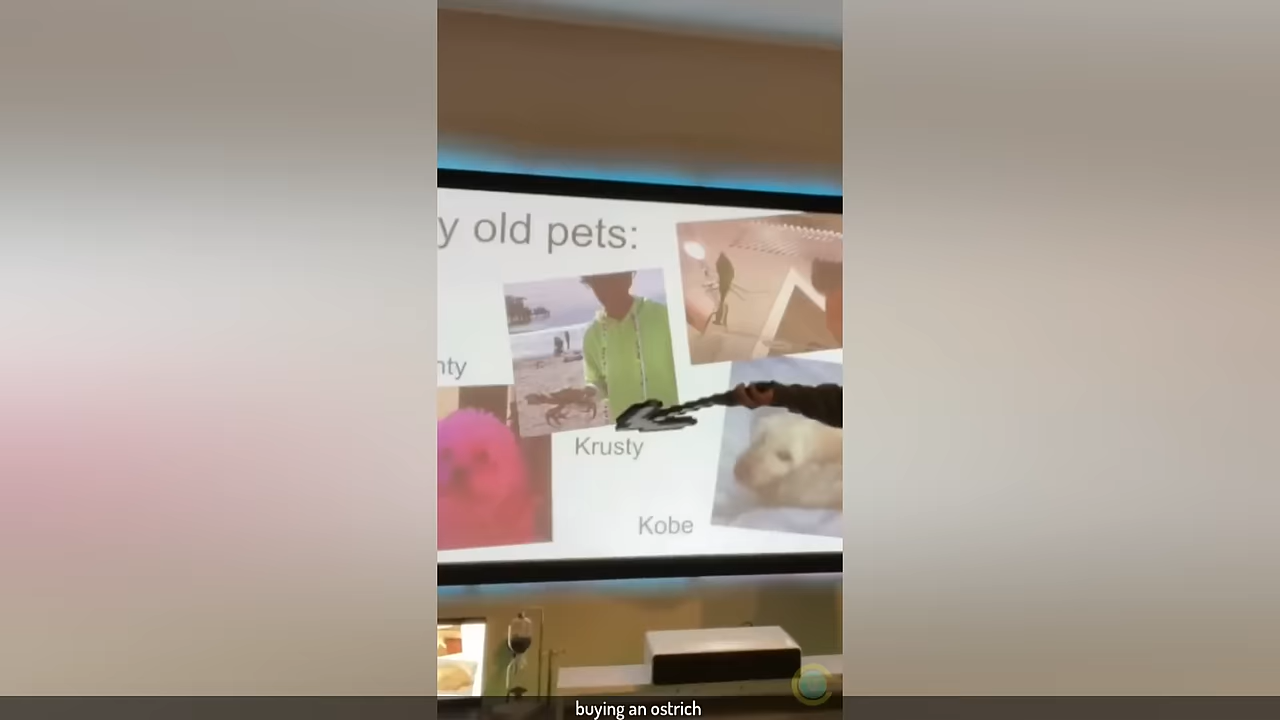 y old pets:
nty
Krusty
Kobe
buying an ostrich